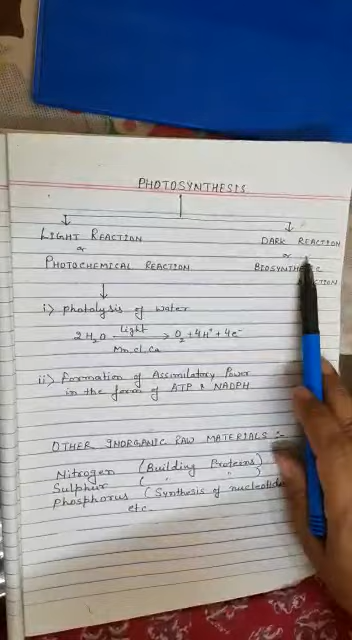 PHOTOSYNTHESIS
LIGHT REACTION
or
PHOTOCHEMICAL REACTION
DARK REACTION
or
i) photolysis of water
2H2O light → O2 + 4H+ + 4e-
Mn, Cl, Ca
ii) Formation of Assimilatory Power
in the form of ATP & NADPH
OTHER INORGANIC RAW MATERIALS :-
Nitrogen (Building Proteins)
Sulphur ( " " )
Phosphorus (Synthesis of
etc.